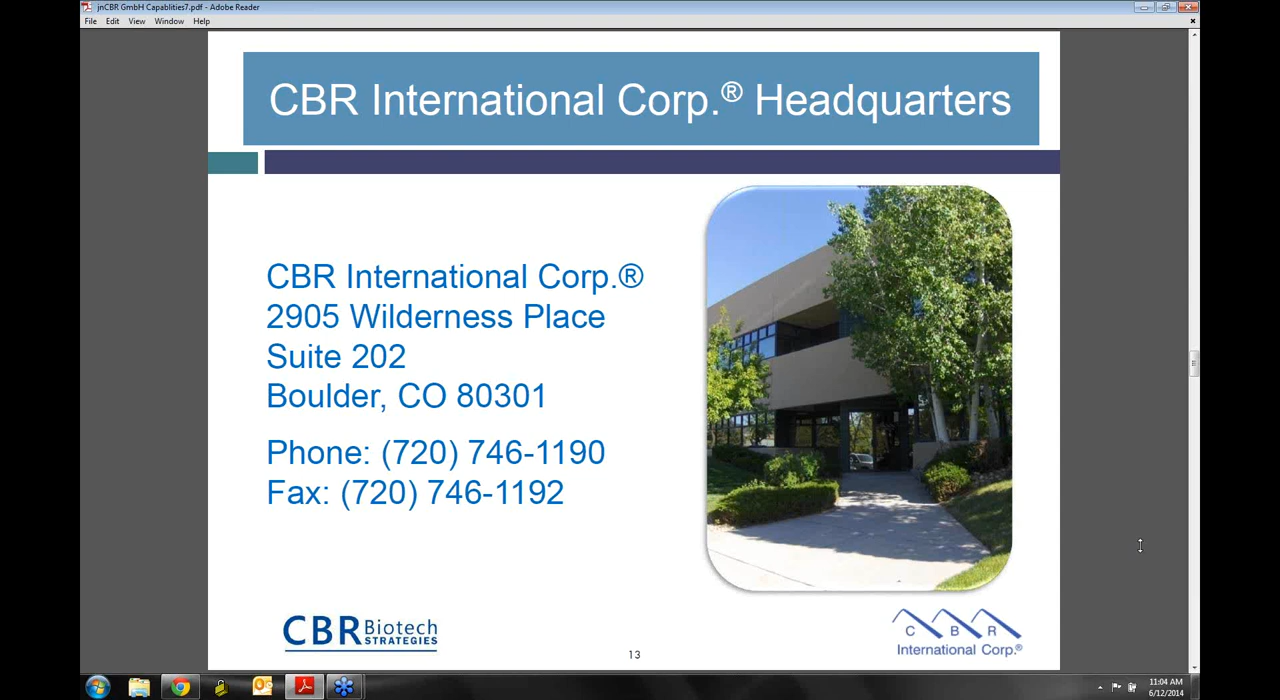 jnCBR GmbH Capablities7.pdf - Adobe Reader
File Edit View Window Help
CBR International Corp.® Headquarters
CBR International Corp.®
2905 Wilderness Place
Suite 202
Boulder, CO 80301
Phone: (720) 746-1190
Fax: (720) 746-1192
CBR Biotech STRATEGIES
13
C B R
International Corp.®
11:04 AM
6/12/2014